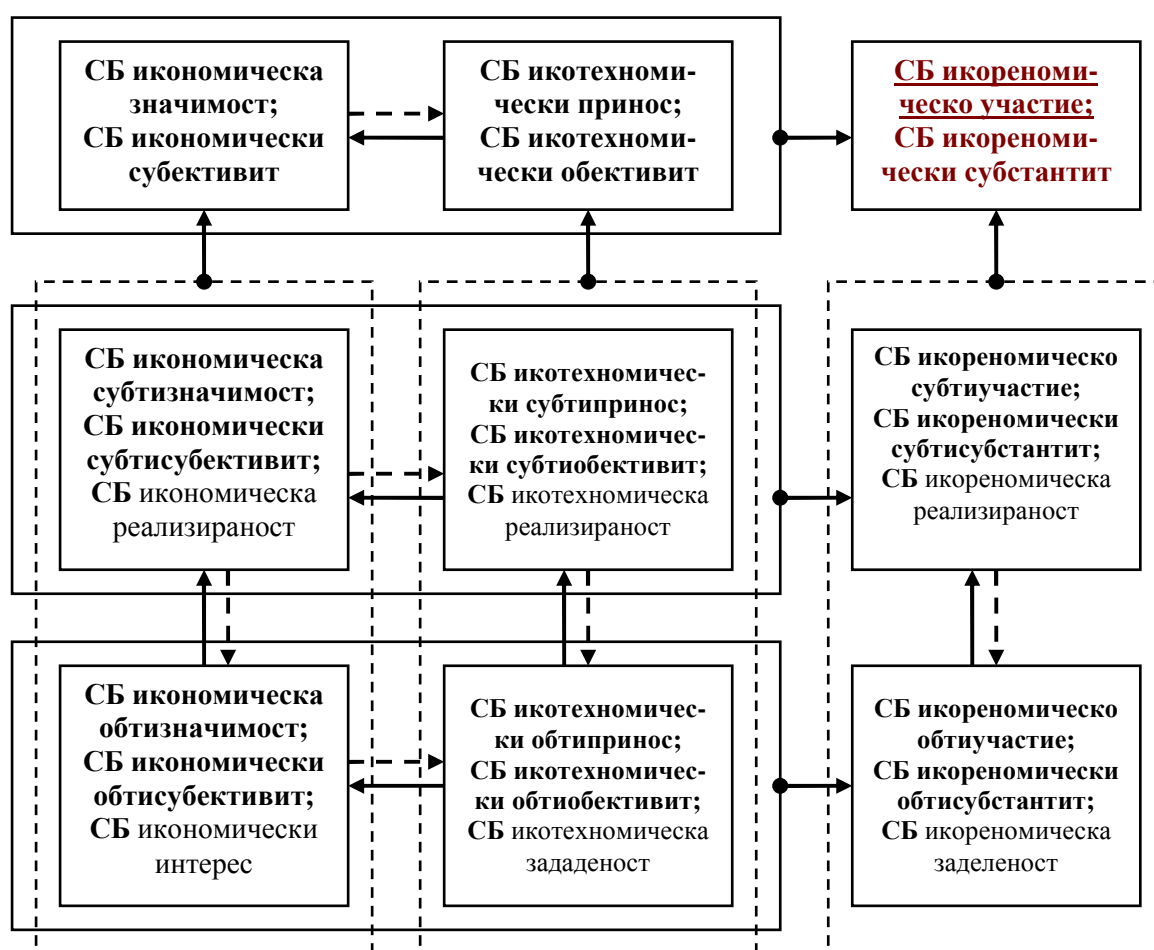 СБ икономическа
значимост;
СБ икономически
субективит
СБ икотехноми-
чески принос;
СБ икотехноми-
чески обективит
СБ икореноми-
ческо участие;
СБ икореноми-
чески субстантит
СБ икономическа
субтизначимост;
СБ икономически
субтисубективит;
СБ икономическа
реализираност
СБ икотехномичес-
ки субтипринос;
СБ икотехномичес-
ки субтиобективит;
СБ икотехномическа
реализираност
СБ икореномическо
субтиучастие;
СБ икореномически
субтисубстантит;
СБ икореномическа
реализираност
СБ икономическа
обтизначимост;
СБ икономически
обтисубективит;
СБ икономически
интерес
СБ икотехномичес-
ки обтипринос;
СБ икотехномичес-
ки обтиобективит;
СБ икотехномическа
зададеност
СБ икореномическо
обтиучастие;
СБ икореномически
обтисубстантит;
СБ икореномическа
заделеност